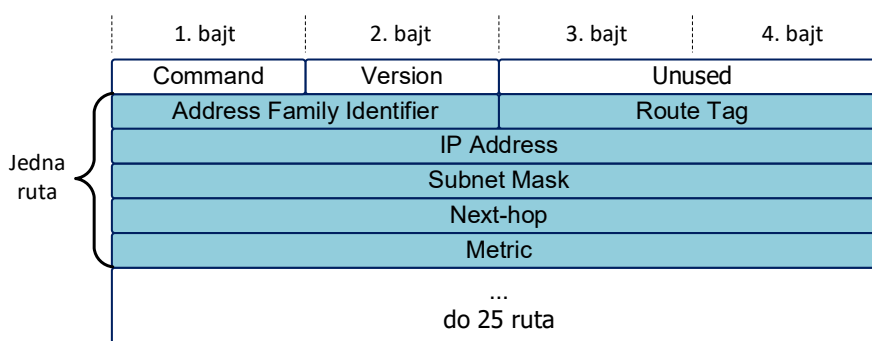 1. bajt 2. bajt 3. bajt 4. bajt
Command Version Unused
Address Family Identifier Route Tag
IP Address
Subnet Mask
Next-hop
Metric
Jedna
ruta
...
do 25 ruta